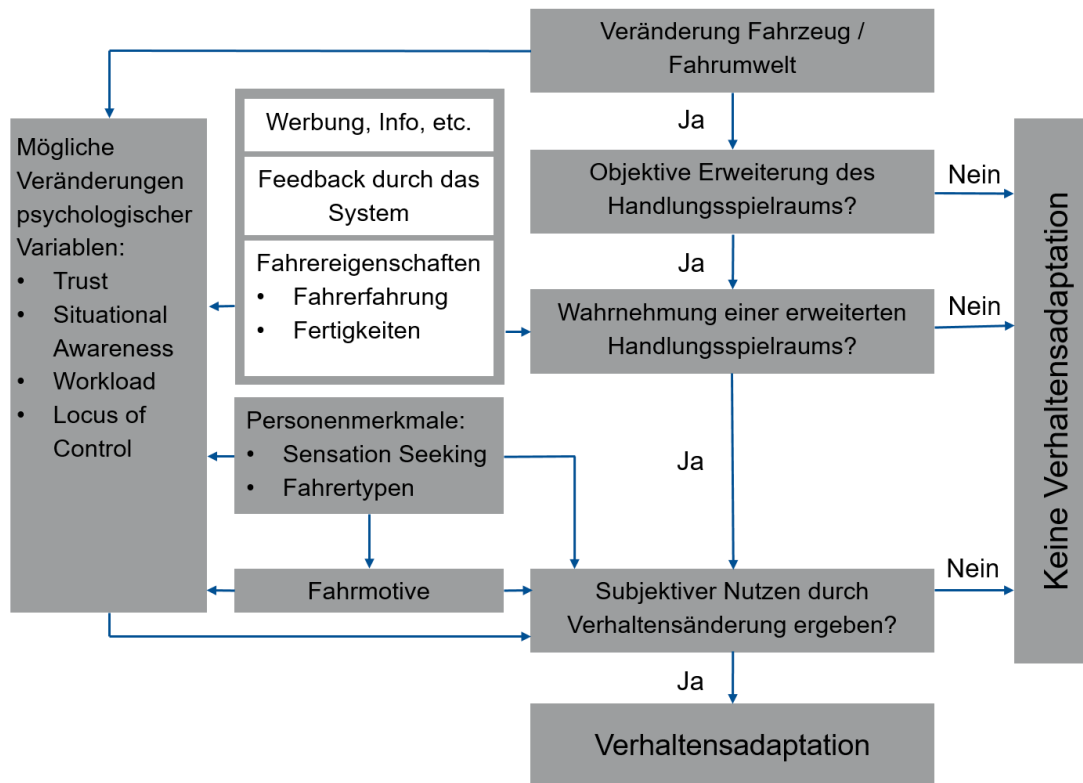 Veränderung Fahrzeug /
Fahrumwelt
Ja
Werbung, Info, etc.
Feedback durch das
System
Fahrereigenschaften
• Fahrerfahrung
• Fertigkeiten
Mögliche
Veränderungen
psychologischer
Variablen:
• Trust
• Situational
Awareness
• Workload
• Locus of
Control
Objektive Erweiterung des
Handlungsspielraums?
Nein
Ja
Wahrnehmung einer erweiterten
Handlungsspielraums?
Nein
Ja
Personenmerkmale:
• Sensation Seeking
• Fahrertypen
Fahrmotive
Subjektiver Nutzen durch
Verhaltensänderung ergeben?
Nein
Ja
Verhaltensadaptation
Keine Verhaltensadaptation